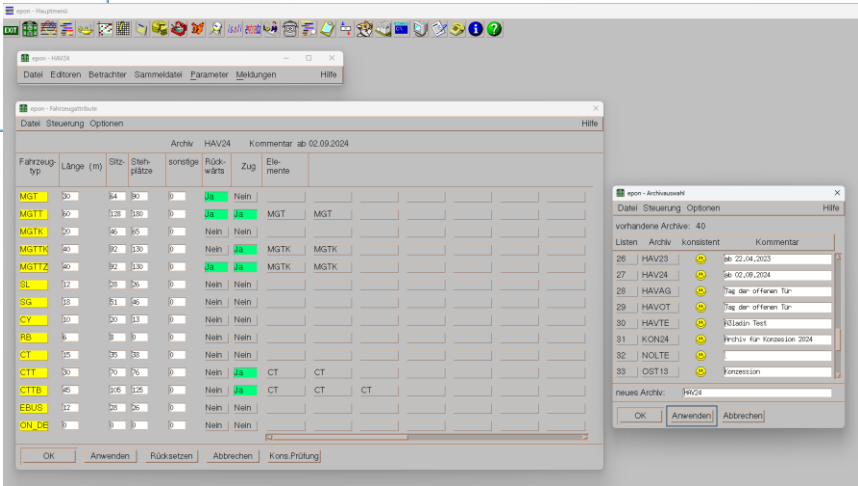 epon - Hauptmenü
EXIT
epon - HAV24
Datei Editoren Betrachter Sammeldatei Parameter Meldungen Hilfe
epon - Fahrzeugattribute
Datei Steuerung Optionen Hilfe
Archiv HAV24 Kommentar ab 02.09.2024
Fahrzeug-typ Länge (m) Sitz- Steh-plätze sonstige Rück-wärts Zug Ele-mente
MGT 30 64 90 0 Ja Nein
MGTT 60 128 180 0 Ja Ja MGT MGT
MGTK 20 46 65 0 Nein Nein
MGTTK 40 92 130 0 Nein Ja MGTK MGTK
MGTTZ 40 92 130 0 Ja Ja MGTK MGTK
SL 12 28 26 0 Nein Nein
SG 18 51 46 0 Nein Nein
CY 10 20 13 0 Nein Nein
RB 6 8 0 0 Nein Nein
CT 15 35 38 0 Nein Nein
CTT 30 70 76 0 Nein Ja CT CT
CTTB 45 105 125 0 Nein Ja CT CT CT
EBUS 12 28 26 0 Nein Nein
ON_DE 0 0 0 0 Nein Nein
OK Anwenden Rücksetzen Abbrechen Kons.Prüfung
epon - Archivauswahl
Datei Steuerung Optionen Hilfe
vorhandene Archive: 40
Listen Archiv konsistent Kommentar
26 HAV23 ab 22.04.2023
27 HAV24 ab 02.09.2024
28 HAVAG Tag der offenen Tür
29 HAVOT Tag der offenen Tür
30 HAVTE Test
31 KON24 Archiv für Konzesion 2024
32 NOLTE
33 OST13 Konzession
neues Archiv: HAV24
OK Anwenden Abbrechen